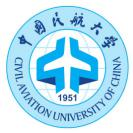 中国民航大学
1951
CIVIL AVIATION UNIVERSITY OF CHINA